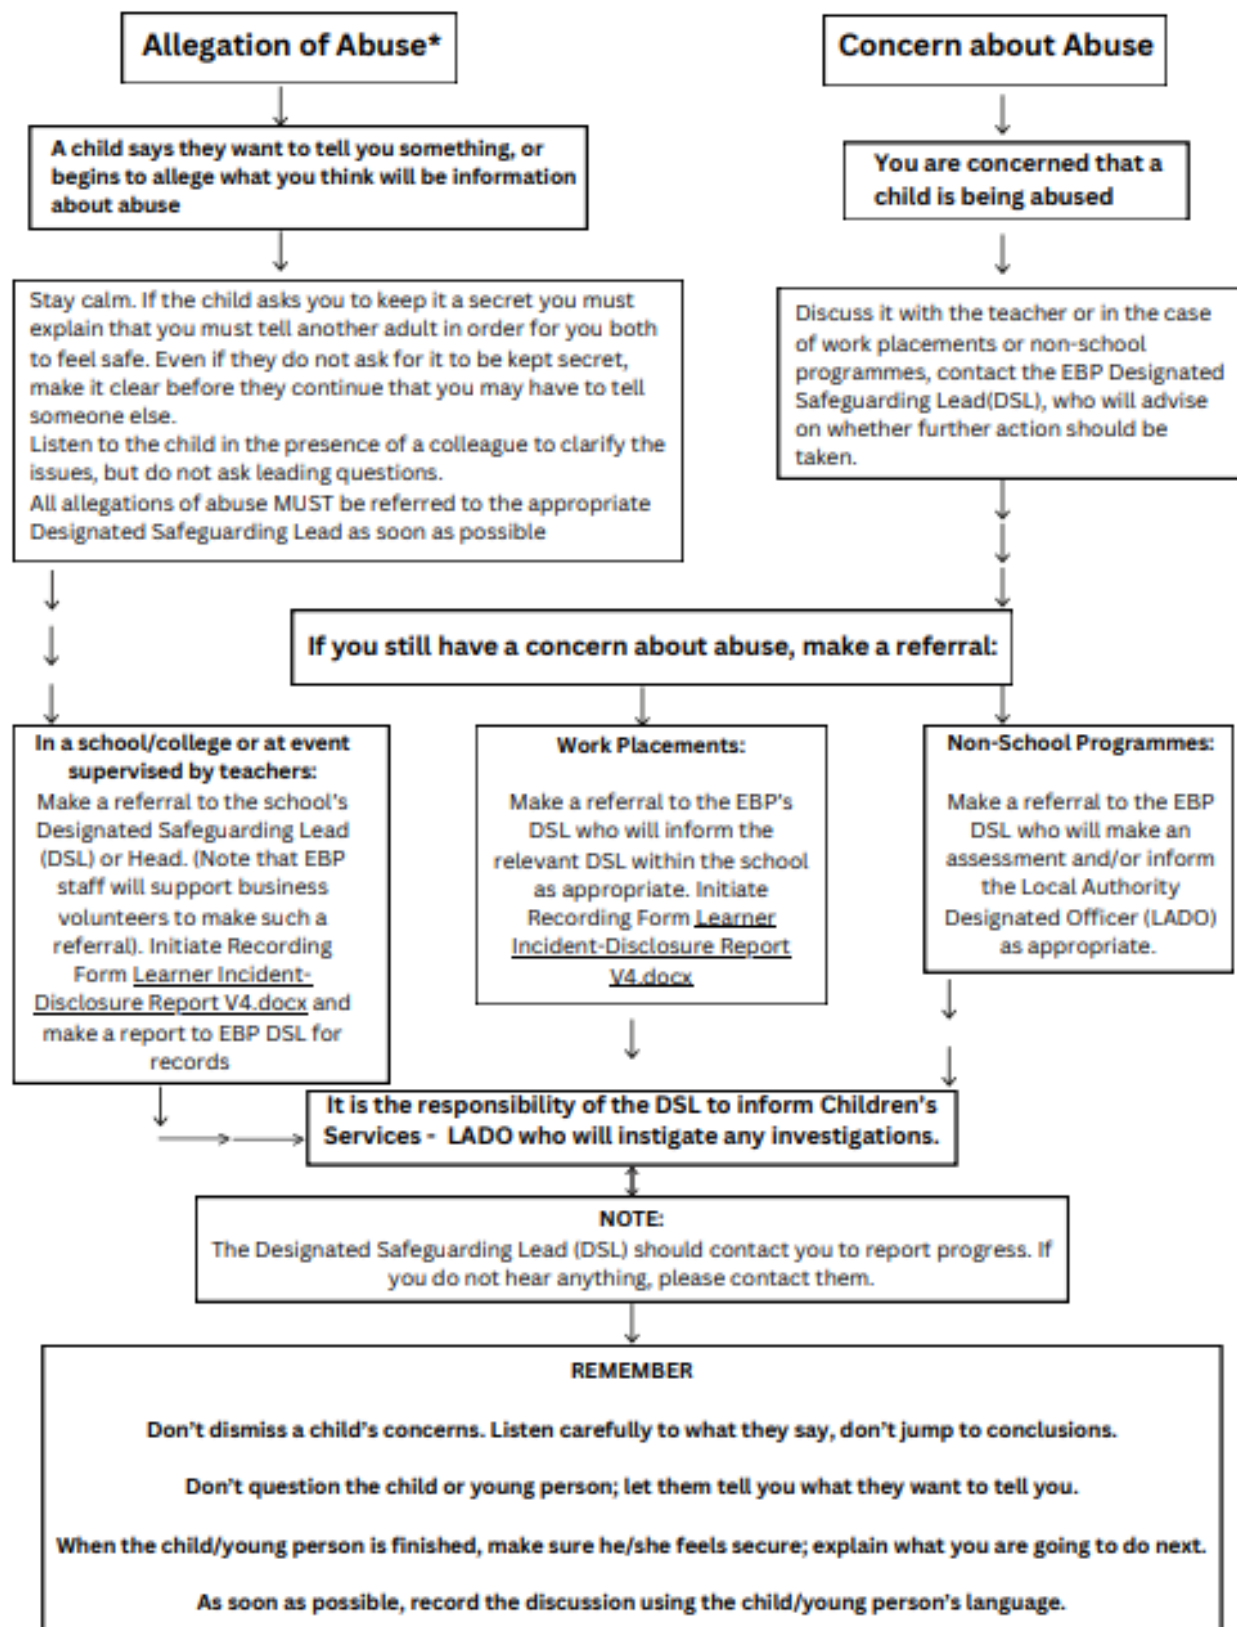 Allegation of Abuse*
Concern about Abuse
A child says they want to tell you something, or
begins to allege what you think will be information
about abuse
You are concerned that a
child is being abused
Stay calm. If the child asks you to keep it a secret you must
explain that you must tell another adult in order for you both
to feel safe. Even if they do not ask for it to be kept secret,
make it clear before they continue that you may have to tell
someone else.
Listen to the child in the presence of a colleague to clarify the
issues, but do not ask leading questions.
All allegations of abuse MUST be referred to the appropriate
Designated Safeguarding Lead as soon as possible
Discuss it with the teacher or in the case
of work placements or non-school
programmes, contact the EBP Designated
Safeguarding Lead(DSL), who will advise
on whether further action should be
taken.
If you still have a concern about abuse, make a referral:
In a school/college or at event
supervised by teachers:
Make a referral to the school's
Designated Safeguarding Lead
(DSL) or Head. (Note that EBP
staff will support business
volunteers to make such a
referral). Initiate Recording
Form Learner Incident-
Disclosure Report V4.docx and
make a report to EBP DSL for
records
Work Placements:
Make a referral to the EBP's
DSL who will inform the
relevant DSL within the school
as appropriate. Initiate
Recording Form Learner
Incident-Disclosure Report
V4.docx
Non-School Programmes:
Make a referral to the EBP
DSL who will make an
assessment and/or inform
the Local Authority
Designated Officer (LADO)
as appropriate.
It is the responsibility of the DSL to inform Children's
Services - LADO who will instigate any investigations.
NOTE:
The Designated Safeguarding Lead (DSL) should contact you to report progress. If
you do not hear anything, please contact them.
REMEMBER
Don't dismiss a child's concerns. Listen carefully to what they say, don't jump to conclusions.
Don't question the child or young person; let them tell you what they want to tell you.
When the child/young person is finished, make sure he/she feels secure; explain what you are going to do next.
As soon as possible, record the discussion using the child/young person's language.